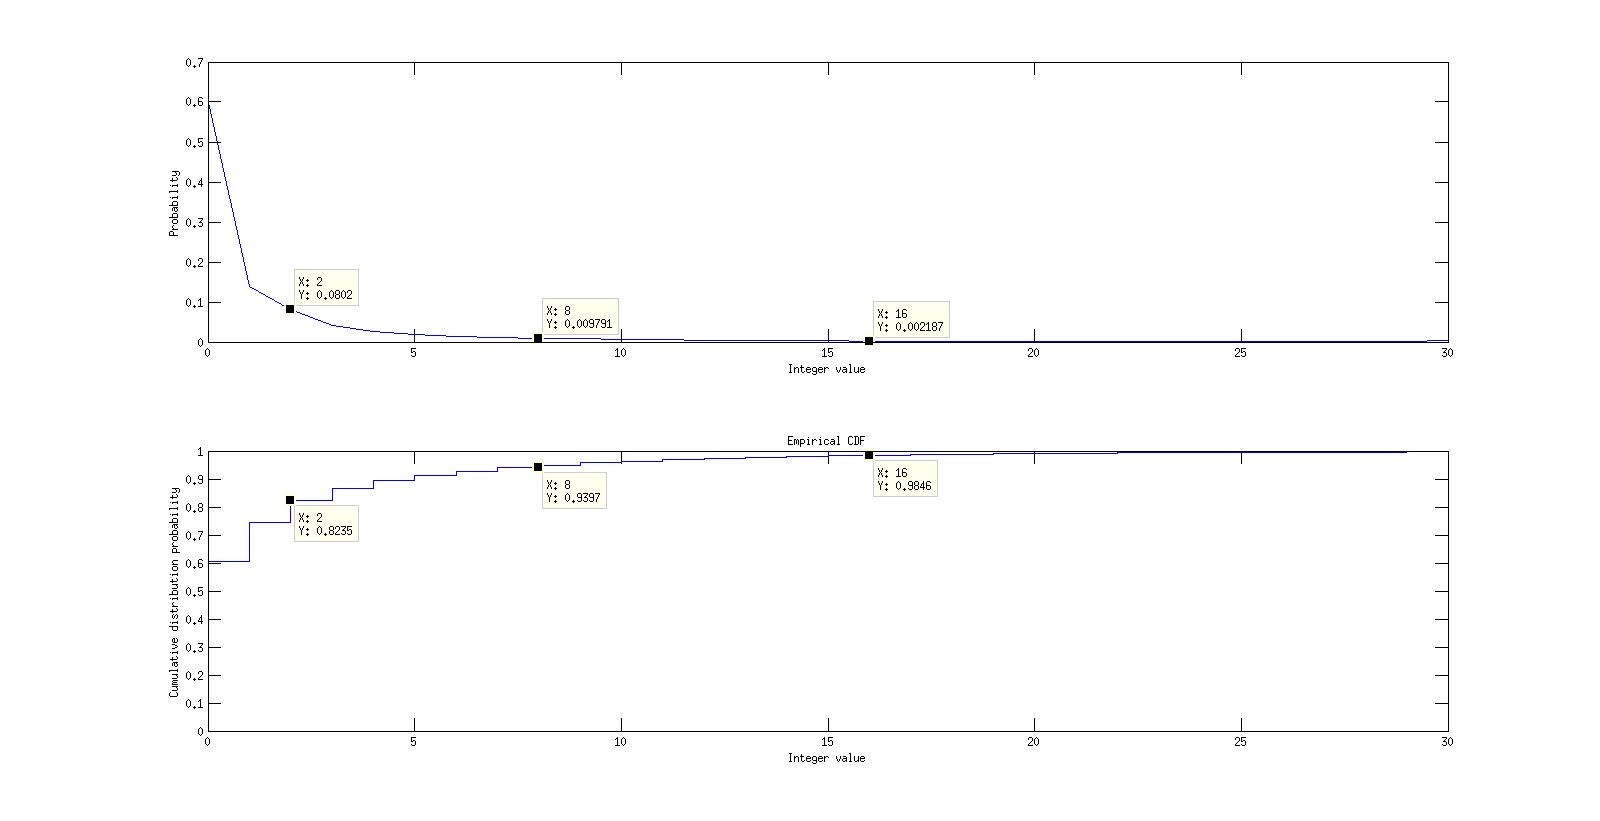 0.7
0.6
0.5
0.4
0.3
0.2
0.1
0
Probability
X: 2
Y: 0.0802
X: 8
Y: 0.009791
X: 16
Y: 0.002187
0 5 10 15 20 25 30
Integer value
Empirical CDF
1
0.9
0.8
0.7
0.6
0.5
0.4
0.3
0.2
0.1
0
Cumulative distribution probability
X: 2
Y: 0.8235
X: 8
Y: 0.9397
X: 16
Y: 0.9846
0 5 10 15 20 25 30
Integer value